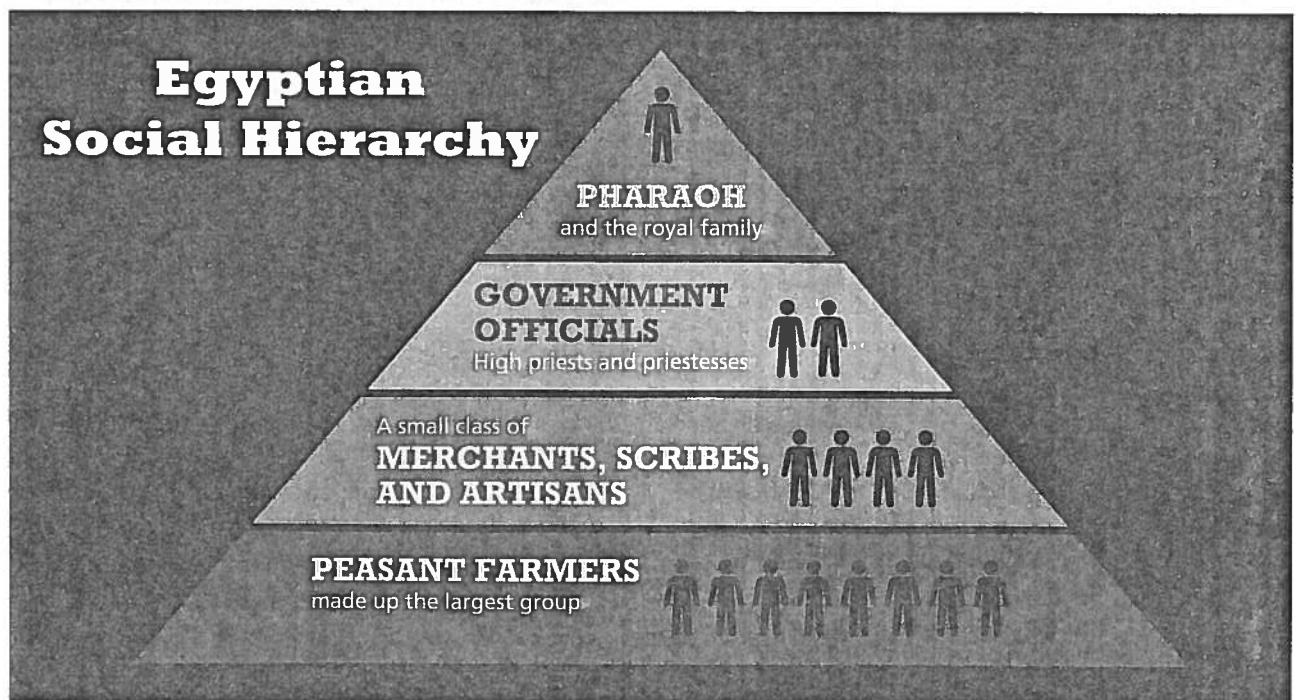 Egyptian
Social Hierarchy
PHARAOH
and the royal family
GOVERNMENT
OFFICIALS
High priests and priestesses
A small class of
MERCHANTS, SCRIBES,
AND ARTISANS
PEASANT FARMERS
made up the largest group